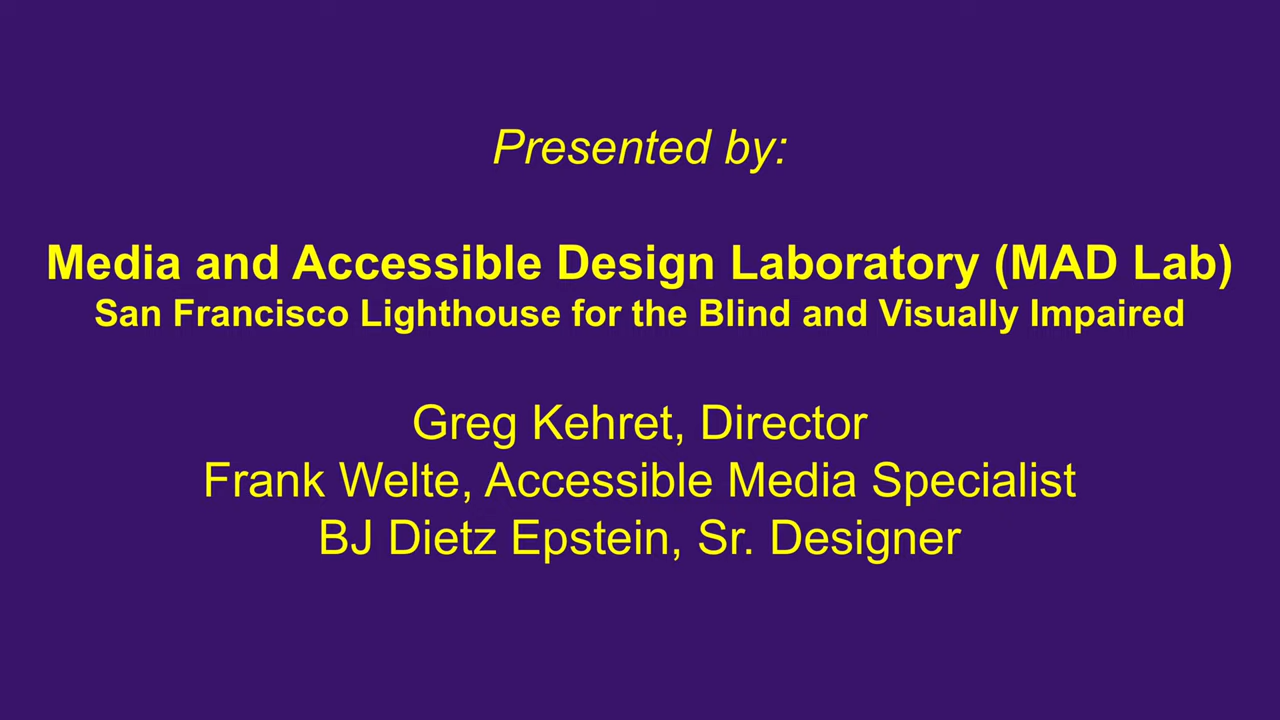 Presented by:
Media and Accessible Design Laboratory (MAD Lab)
San Francisco Lighthouse for the Blind and Visually Impaired
Greg Kehret, Director
Frank Welte, Accessible Media Specialist
BJ Dietz Epstein, Sr. Designer